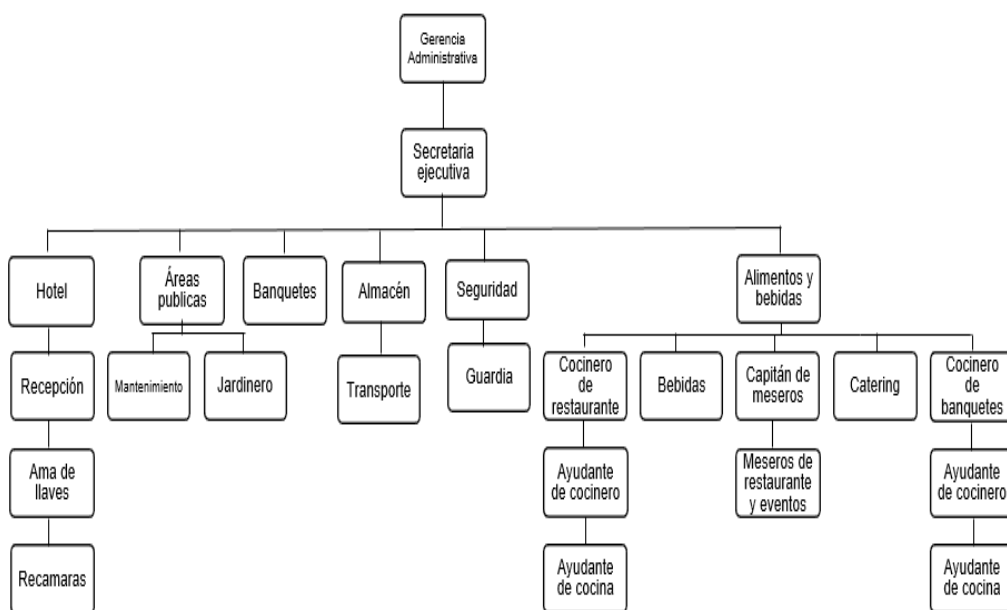 Gerencia
Administrativa
Secretaria
ejecutiva
Hotel
Áreas
publicas
Banquetes
Almacén
Seguridad
Alimentos y
bebidas
Recepción
Mantenimiento
Jardinero
Transporte
Guardia
Cocinero
de
restaurante
Bebidas
Capitán de
meseros
Catering
Cocinero
de
banquetes
Ama de
llaves
Ayudante
de cocinero
Meseros de
restaurante
y eventos
Ayudante
de cocinero
Recamaras
Ayudante
de cocina
Ayudante
de cocina